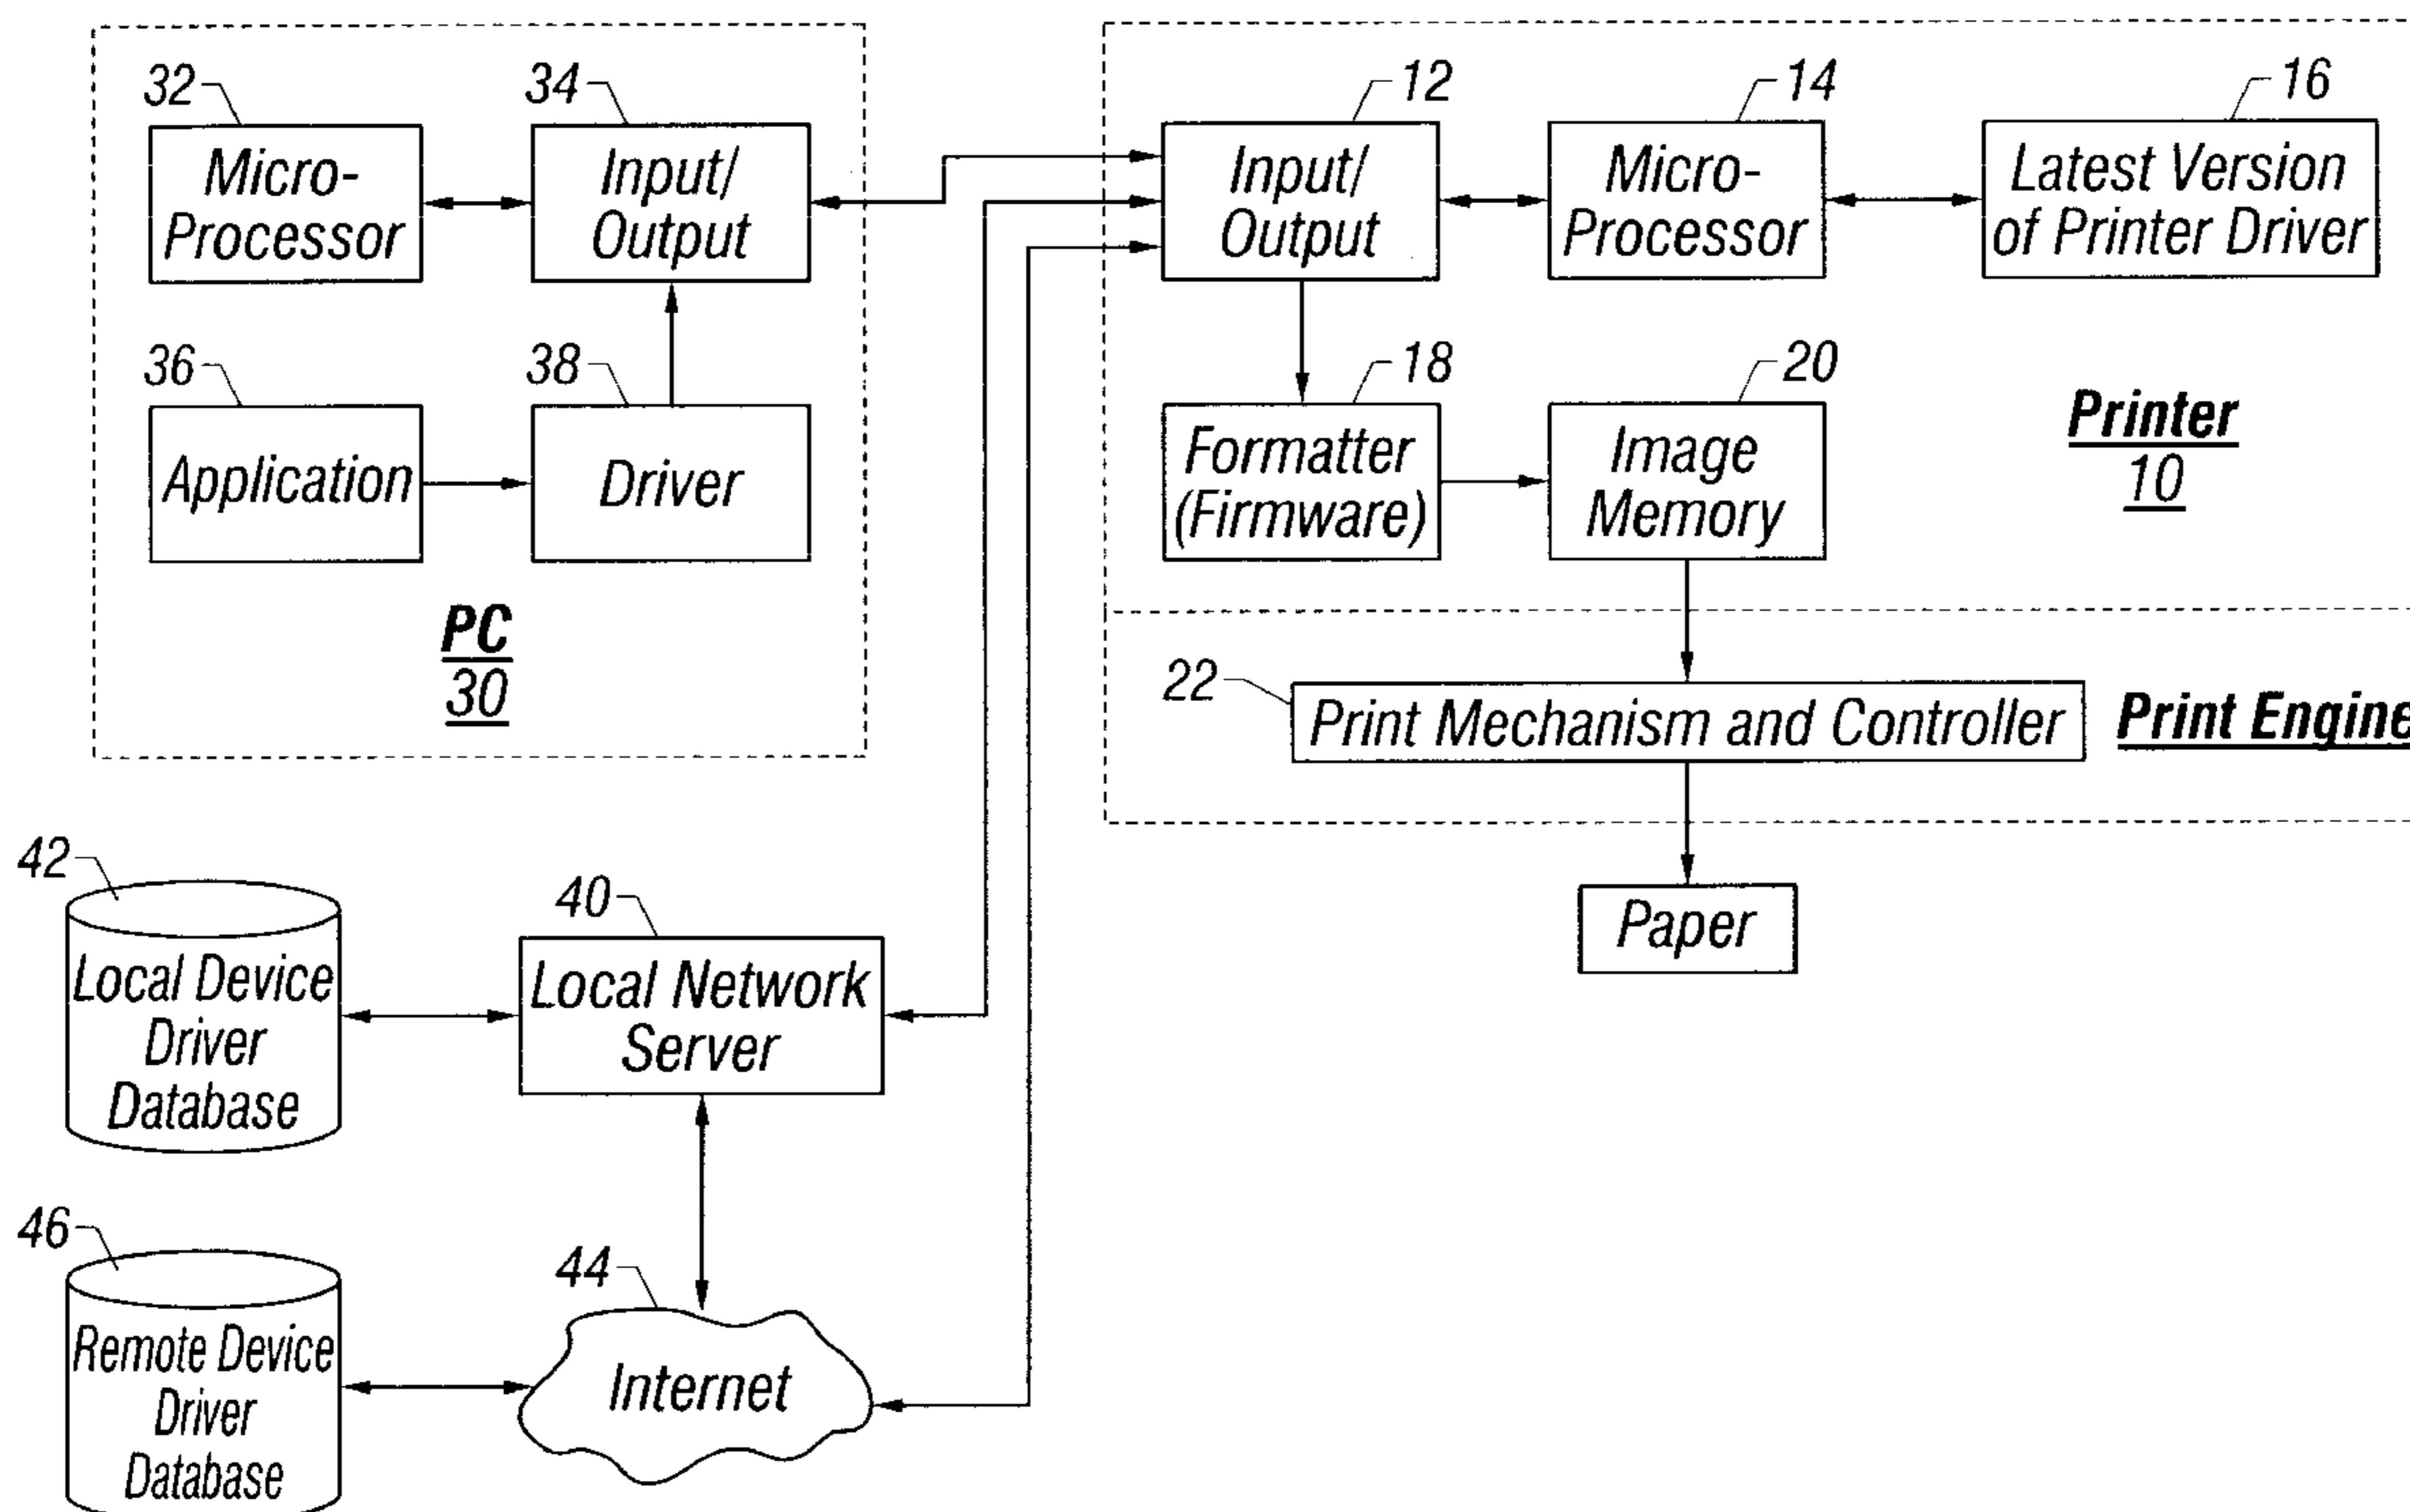 32
Micro-
Processor
34
Input/
Output
36
Application
38
Driver
PC
30
12
Input/
Output
14
Micro-
Processor
16
Latest Version
of Printer Driver
18
Formatter
(Firmware)
20
Image
Memory
Printer
10
22
Print Mechanism and Controller
Print Engine
Paper
42
Local Device
Driver
Database
40
Local Network
Server
46
Remote Device
Driver
Database
44
Internet